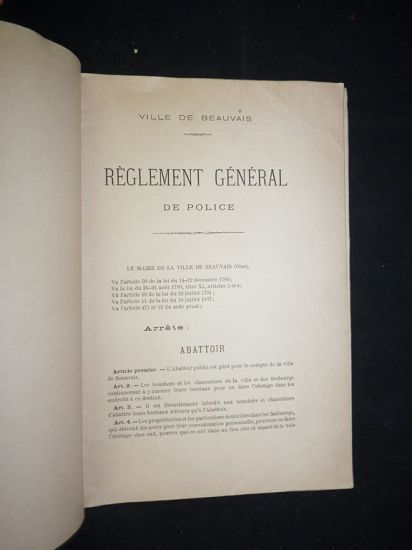 VILLE DE BEAUVAIS
RÈGLEMENT GÉNÉRAL
DE POLICE
LE MAIRE DE LA VILLE DE BEAUVAIS (Oise),
Vu l'article 50 de la loi du 14-22 décembre 1789;
Vu la loi du 16-24 août 1790, titre XI, articles 3 et 4;
Vu l'article 46 de la loi du 22 juillet 1791;
Vu l'article 11 de la loi du 18 juillet 1837;
Vu l'article 471 nº 15 du code pénal;
Arrête:
ABATTOIR
Article premier. — L'Abattoir public est géré pour le compte de la ville
de Beauvais.
Art. 2. — Les bouchers et les charcutiers de la ville et des faubourgs
continueront à y amener leurs bestiaux pour en faire l'abatage dans les
endroits à ce destiné.
Art. 3. — Il est formellement interdit aux bouchers et charcutiers
d'abattre leurs bestiaux ailleurs qu'à l'Abattoir.
Art. 4. — Les propriétaires et les particuliers domiciliés dans les faubourgs,
qui élèvent des porcs pour leur consommation personnelle, pourront en faire
l'abatage chez eux, pourvu que ce soit dans un lieu clos et séparé de la voie